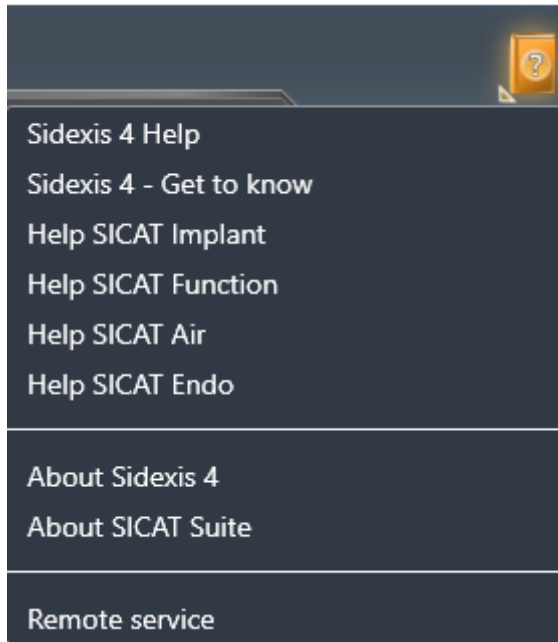 ?
Sidexis 4 Help
Sidexis 4 - Get to know
Help SICAT Implant
Help SICAT Function
Help SICAT Air
Help SICAT Endo
About Sidexis 4
About SICAT Suite
Remote service